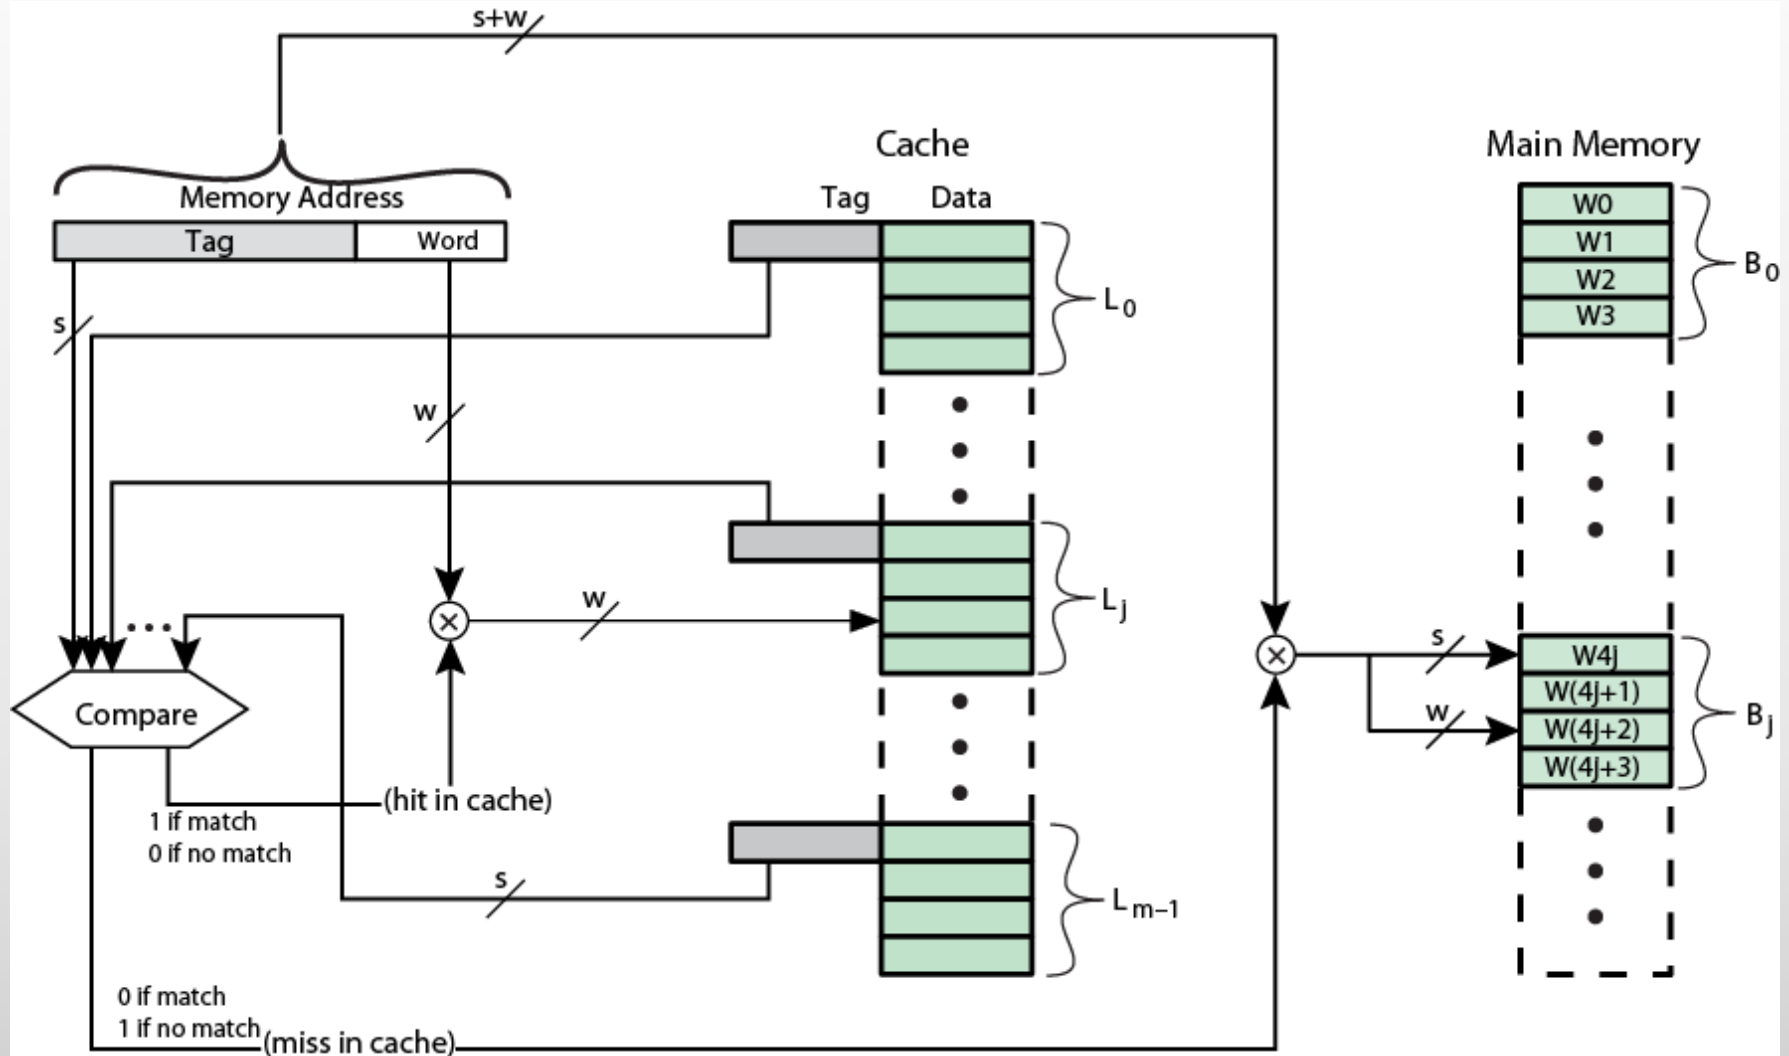 s+w
Cache
Main Memory
Memory Address
Tag Data
Tag Word
W0
W1
W2
W3
B0
L0
s
w
Lj
w
s
W4j
W(4j+1)
w
W(4j+2)
W(4j+3)
Bj
Compare
(hit in cache)
1 if match
0 if no match
s
Lm–1
0 if match
1 if no match
(miss in cache)